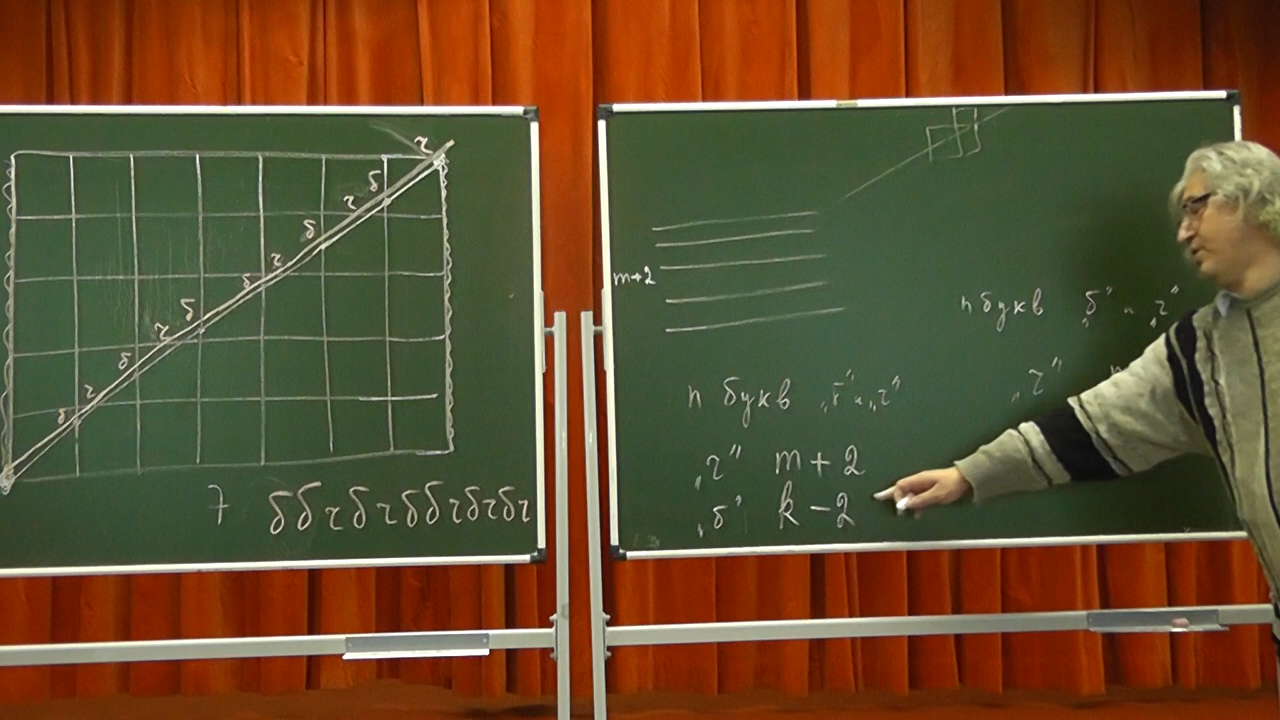 г
б
г
б
г
б
б
г
б
г
б
7 ббгбгббгбгбг
m+2
n букв „б” и „г”
„г” m+2
„б” k-2
n букв „б” и „г”
„г”